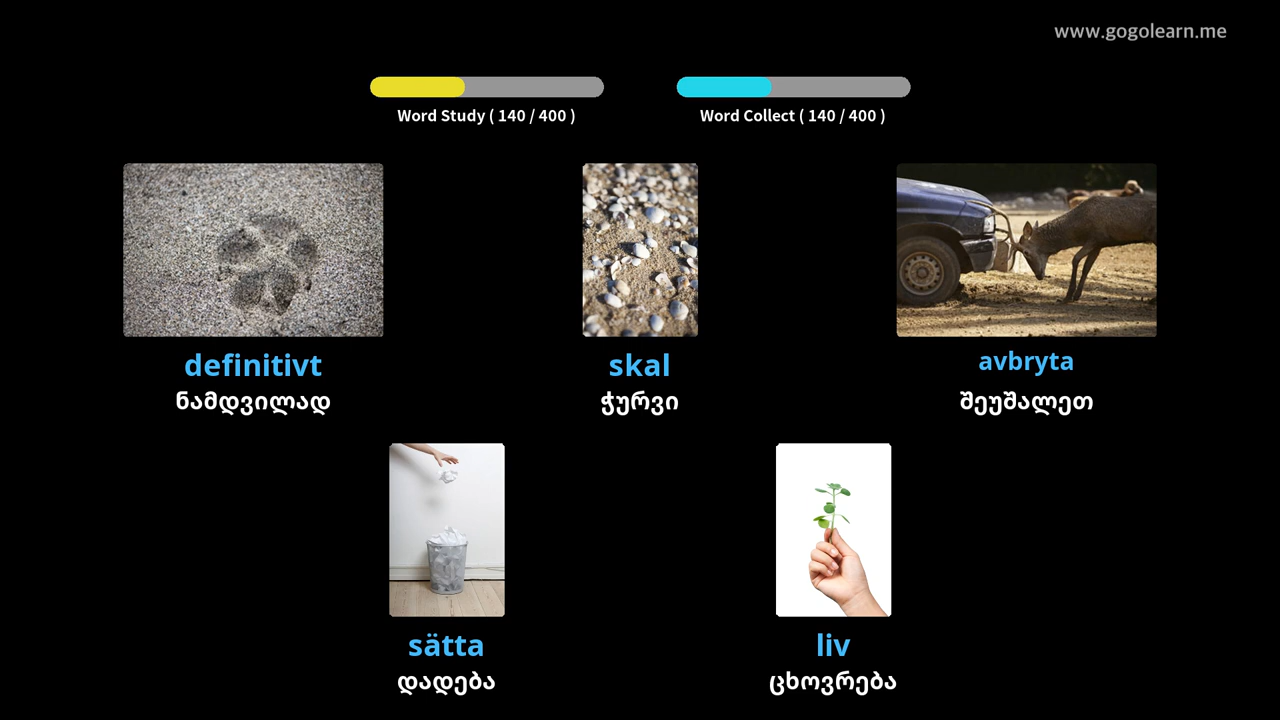 www.gogolearn.me
Word Study ( 140 / 400 )
Word Collect ( 140 / 400 )
definitivt
ნამდვილად
skal
ჭურვი
avbryta
შეუშალეთ
sätta
დადება
liv
ცხოვრება